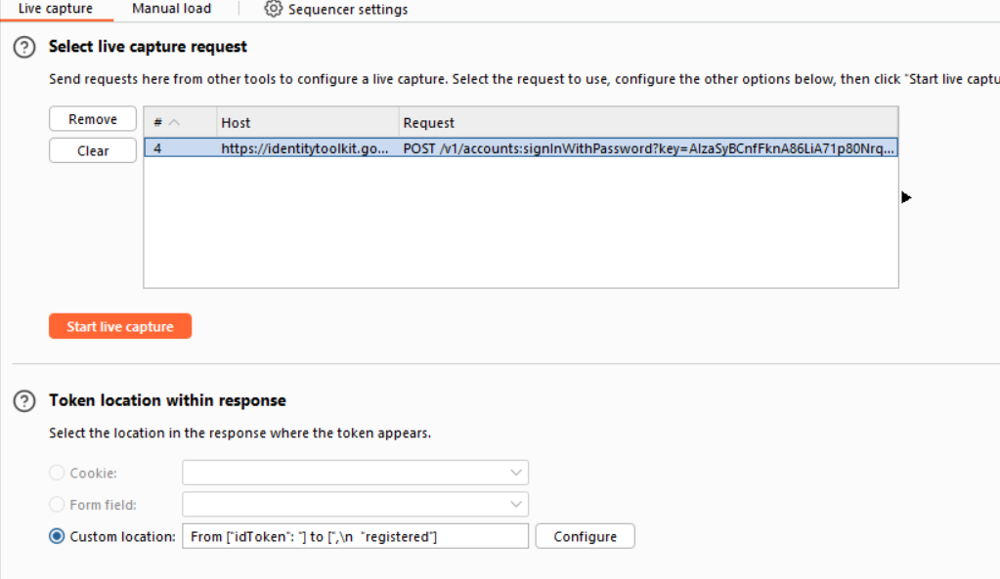 Live capture Manual load Sequencer settings
Select live capture request
Send requests here from other tools to configure a live capture. Select the request to use, configure the other options below, then click "Start live captu
Remove
Clear
# Host Request
4 https://identitytoolkit.go... POST /v1/accounts:signInWithPassword?key=AIzaSyBCnfFknA86LiA71p80Nrq...
Start live capture
Token location within response
Select the location in the response where the token appears.
Cookie:
Form field:
Custom location: From ["idToken": "] to [",\n "registered"] Configure